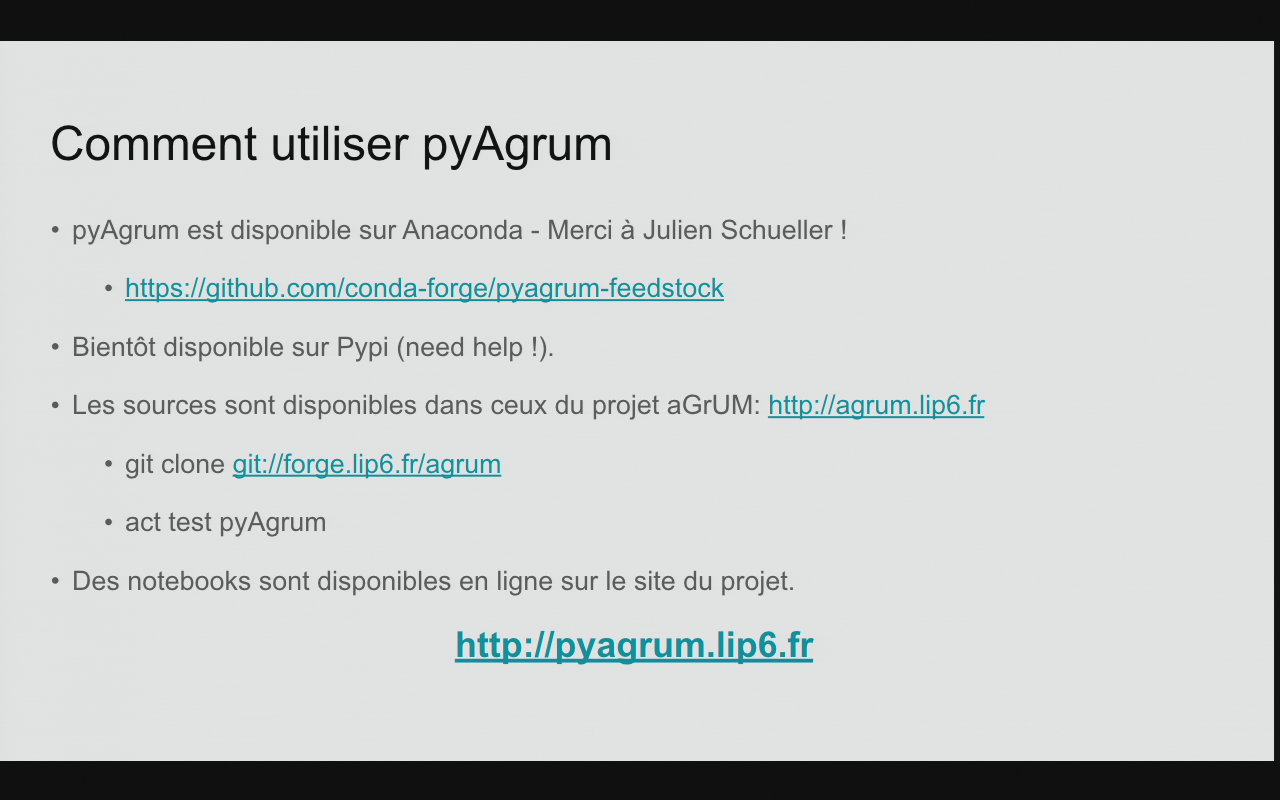 Comment utiliser pyAgrum
• pyAgrum est disponible sur Anaconda - Merci à Julien Schueller !
• https://github.com/conda-forge/pyagrum-feedstock
• Bientôt disponible sur Pypi (need help !).
• Les sources sont disponibles dans ceux du projet aGrUM: http://agrum.lip6.fr
• git clone git://forge.lip6.fr/agrum
• act test pyAgrum
• Des notebooks sont disponibles en ligne sur le site du projet.
http://pyagrum.lip6.fr